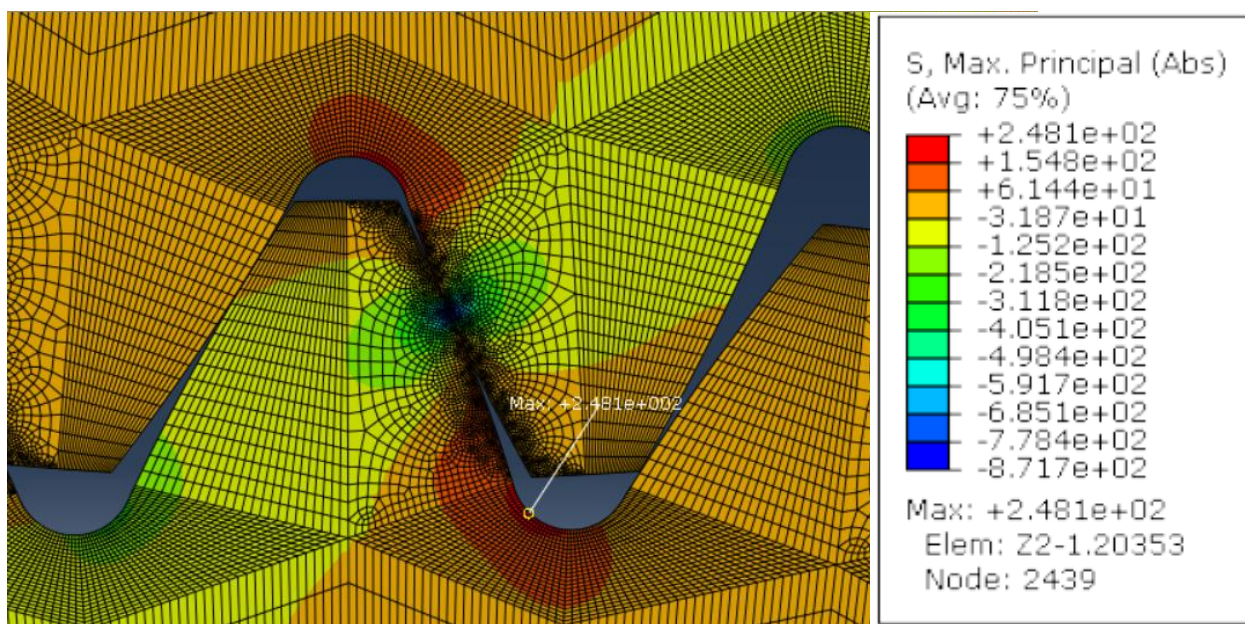 Max: +2.481e+002
S, Max. Principal (Abs)
(Avg: 75%)
+2.481e+02
+1.548e+02
+6.144e+01
-3.187e+01
-1.252e+02
-2.185e+02
-3.118e+02
-4.051e+02
-4.984e+02
-5.917e+02
-6.851e+02
-7.784e+02
-8.717e+02
Max: +2.481e+02
Elem: Z2-1.20353
Node: 2439